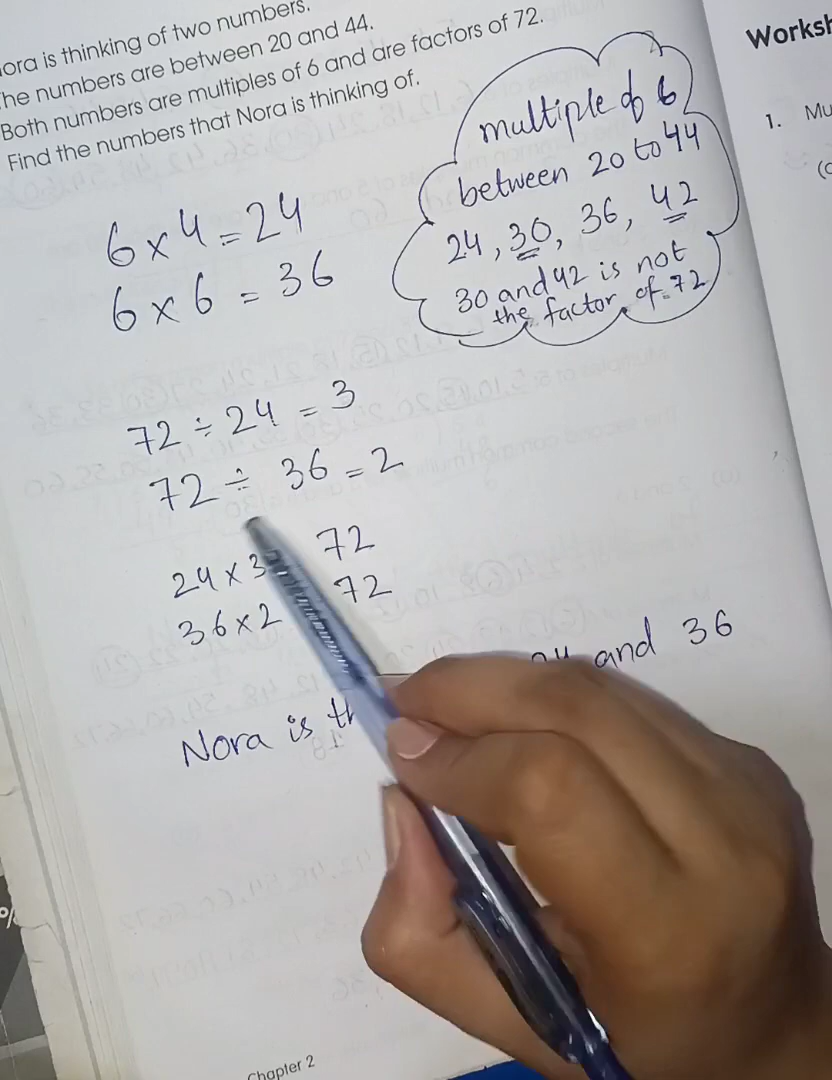 ora is thinking of two numbers.
he numbers are between 20 and 44.
Both numbers are multiples of 6 and are factors of 72.
Find the numbers that Nora is thinking of.
6 × 4 = 24
6 × 6 = 36
multiple of 6
between 20 to 44
24, 30, 36, 42
30 and 42 is not
the factor of 72
72 ÷ 24 = 3
72 ÷ 36 = 2
24 × 3 72
36 × 2 72
Nora is th and 36
Chapter 2
Worksh
1. Mu
(c